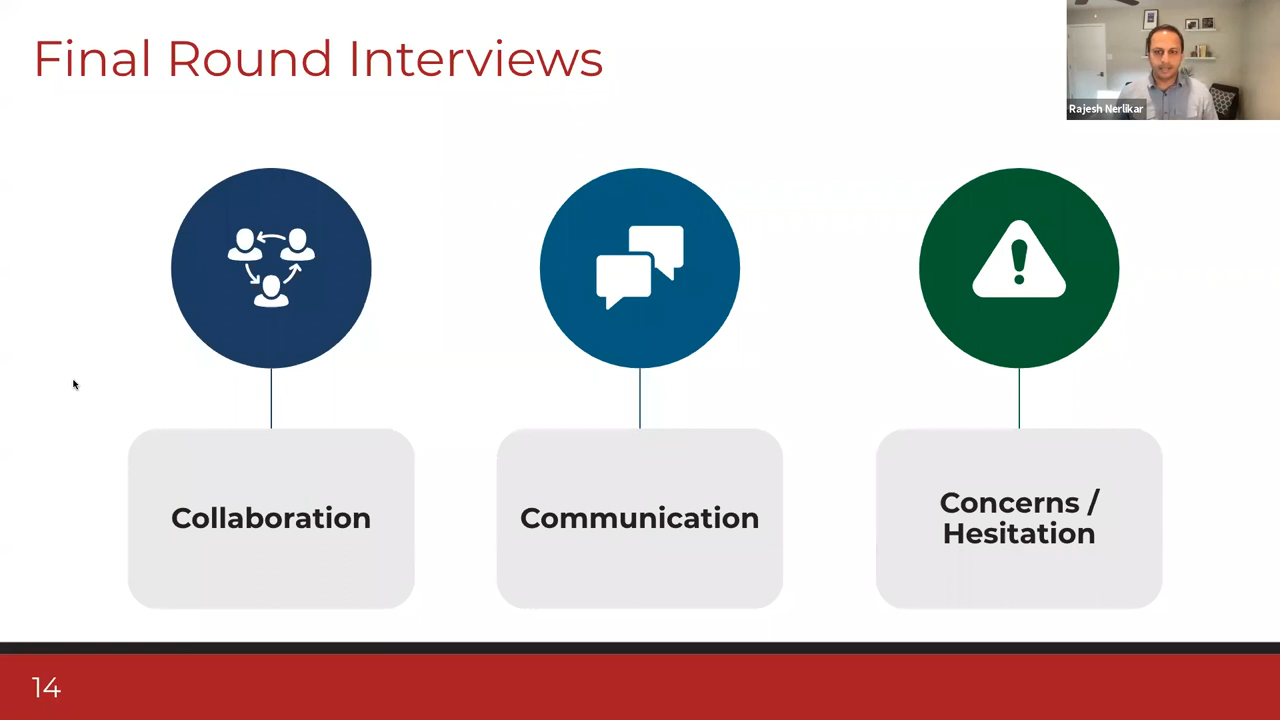 Final Round Interviews
Rajesh Nerlikar
Collaboration
Communication
Concerns /
Hesitation
14